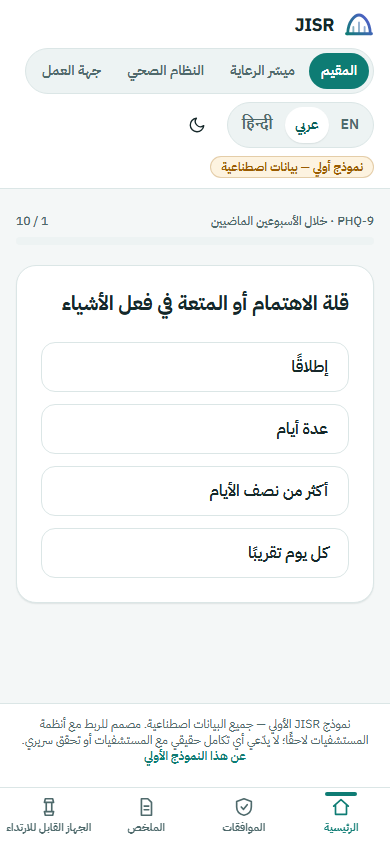 JISR
المقيم
ميسّر الرعاية
النظام الصحي
جهة العمل
EN
عربي
हिन्दी
نموذج أولي — بيانات اصطناعية
PHQ-9 · خلال الأسبوعين الماضيين
10 / 1
قلة الاهتمام أو المتعة في فعل الأشياء
إطلاقًا
عدة أيام
أكثر من نصف الأيام
كل يوم تقريبًا
نموذج JISR الأولي — جميع البيانات اصطناعية. مصمم للربط مع أنظمة
المستشفيات لاحقًا؛ لا يدّعي أي تكامل حقيقي مع المستشفيات أو تحقق سريري.
عن هذا النموذج الأولي
الرئيسية
الموافقات
الملخص
الجهاز القابل للارتداء